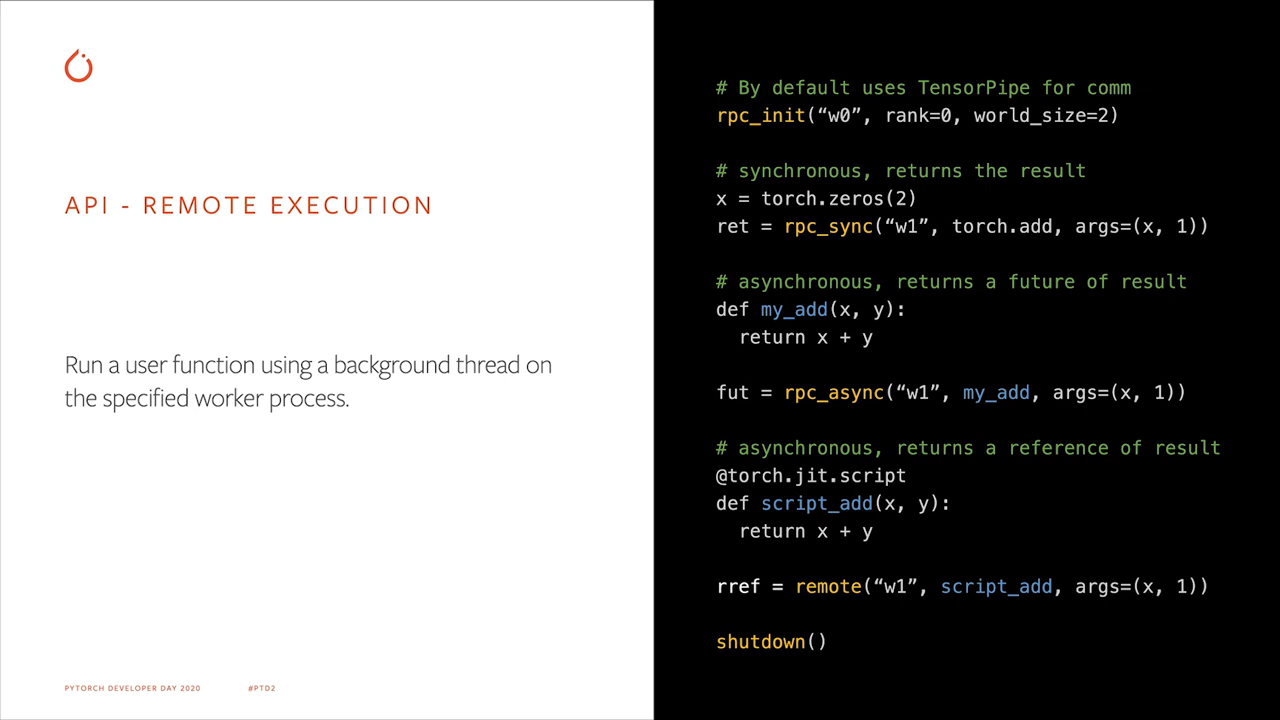 API - REMOTE EXECUTION
Run a user function using a background thread on
the specified worker process.
PYTORCH DEVELOPER DAY 2020
#PTD2
# By default uses TensorPipe for comm
rpc_init(“w0”, rank=0, world_size=2)
# synchronous, returns the result
x = torch.zeros(2)
ret = rpc_sync(“w1”, torch.add, args=(x, 1))
# asynchronous, returns a future of result
def my_add(x, y):
  return x + y
fut = rpc_async(“w1”, my_add, args=(x, 1))
# asynchronous, returns a reference of result
@torch.jit.script
def script_add(x, y):
  return x + y
rref = remote(“w1”, script_add, args=(x, 1))
shutdown()